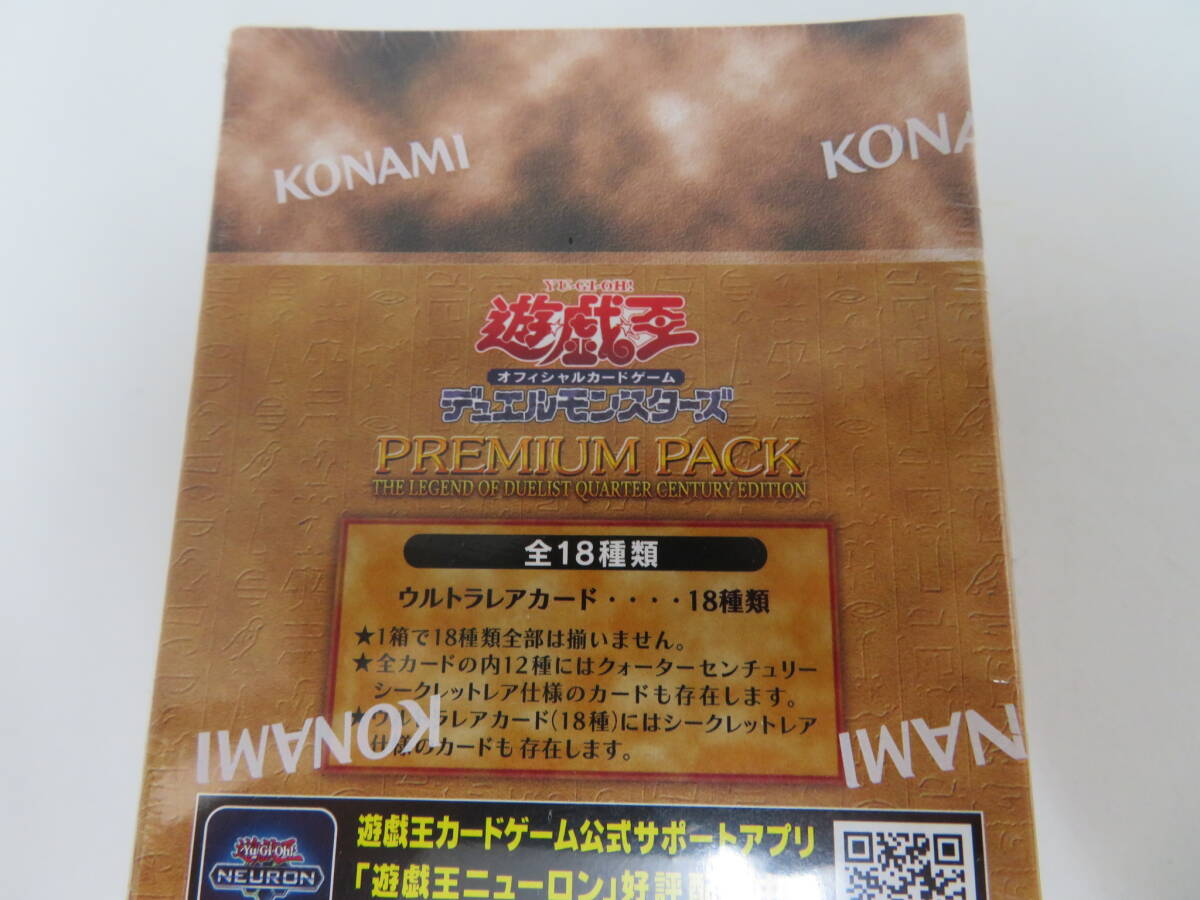 KONAMI
KONA
YU-GI-OH!
遊戯王
オフィシャルカードゲーム
デュエルモンスターズ
PREMIUM PACK
THE LEGEND OF DUELIST QUARTER CENTURY EDITION
全18種類
ウルトラレアカード・・・・18種類
★1箱で18種類全部は揃いません。
★全カードの内12種にはクォーターセンチュリー
シークレットレア仕様のカードも存在します。
★ウルトラレアカード(18種)にはシークレットレア
仕様のカードも存在します。
KONAMI
NAMI
Yu-Gi-Oh!
NEURON
遊戯王カードゲーム公式サポートアプリ
「遊戯王ニューロン」好評配